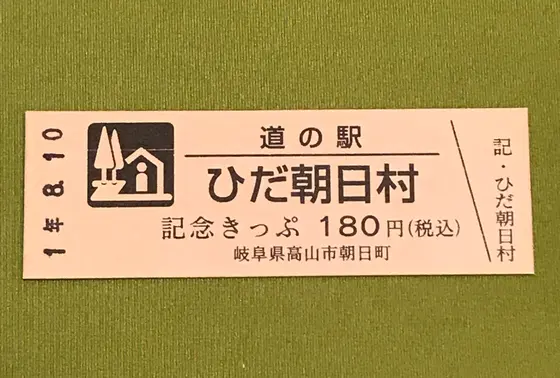 1年 8.10
道の駅
ひだ朝日村
記念きっぷ 180円(税込)
岐阜県高山市朝日町
記・ひだ朝日村